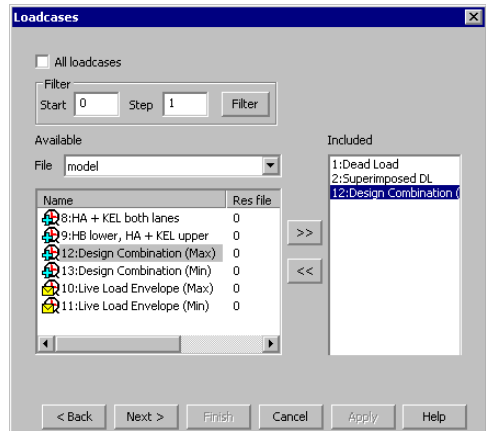 Loadcases
All loadcases
Filter
Start 0 Step 1 Filter
Available
Included
File model
Name Res file
8:HA + KEL both lanes 0
9:HB lower, HA + KEL upper 0
12:Design Combination (Max) 0
13:Design Combination (Min) 0
10:Live Load Envelope (Max) 0
11:Live Load Envelope (Min) 0
>>
<<
1:Dead Load
2:Superimposed DL
12:Design Combination (
< Back Next > Finish Cancel Apply Help